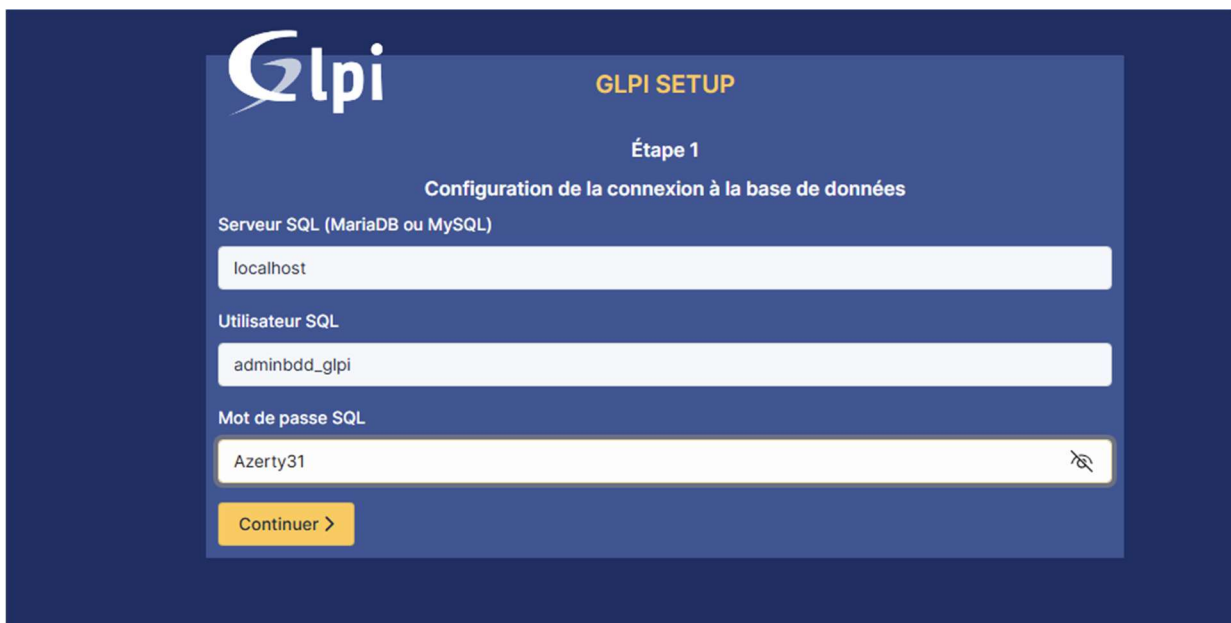 Glpi
GLPI SETUP
Étape 1
Configuration de la connexion à la base de données
Serveur SQL (MariaDB ou MySQL)
localhost
Utilisateur SQL
adminbdd_glpi
Mot de passe SQL
Azerty31
Continuer